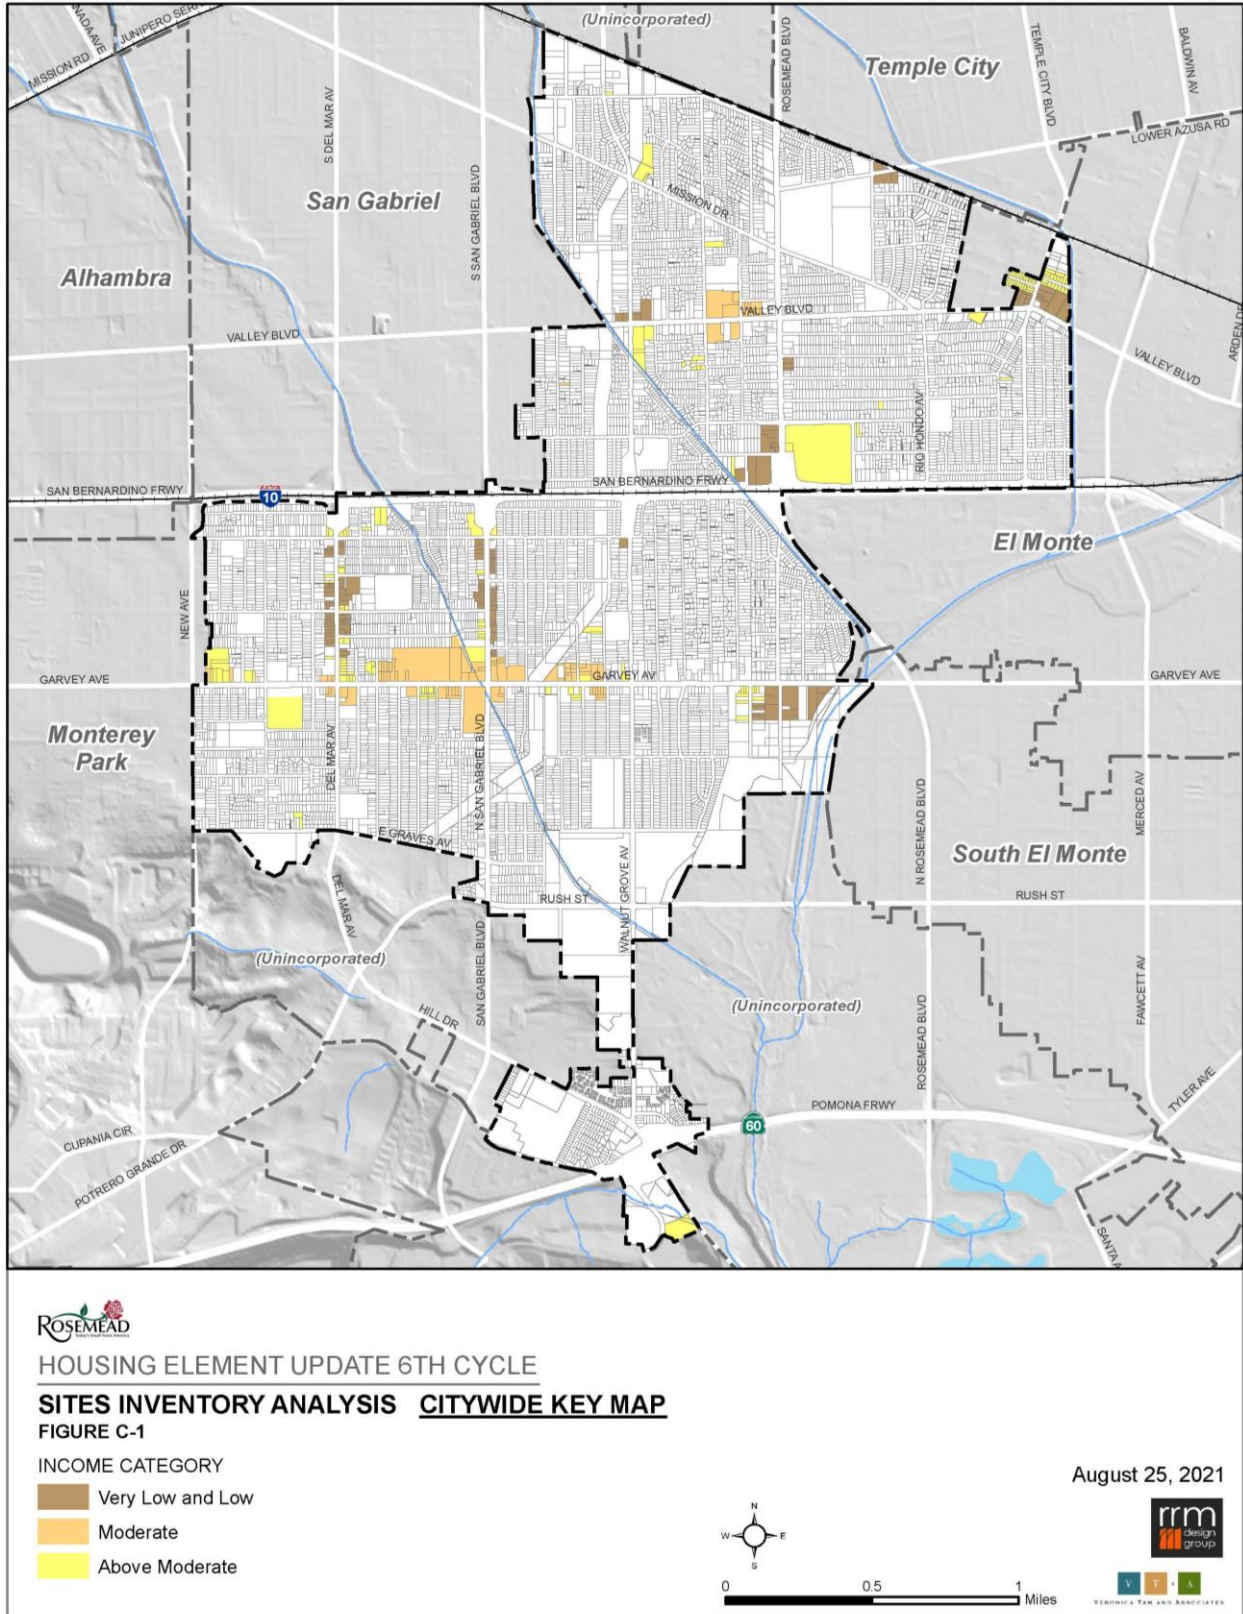 (Unincorporated)
JUNIPERO SER
MISSION RD
ROSEMEAD BLVD
Temple City
TEMPLE CITY BLVD
BALDWIN AV
LOWER AZUSA RD
S DEL MAR AV
San Gabriel
S SAN GABRIEL BLVD
MISSION DR
Alhambra
VALLEY BLVD
VALLEY BLVD
VALLEY BLVD
ARDEN DR
RIO HONDO AV
SAN BERNARDINO FRWY
10
SAN BERNARDINO FRWY
El Monte
NEW AVE
GARVEY AVE
GARVEY AV
GARVEY AVE
Monterey
Park
DEL MAR AV
N SAN GABRIEL BLVD
N ROSEMEAD BLVD
MERCED AV
E GRAVES AV
WALNUT GROVE AV
South El Monte
DEL MAR AV
RUSH ST
RUSH ST
(Unincorporated)
SAN GABRIEL BLVD
(Unincorporated)
HILL DR
ROSEMEAD BLVD
FAWCETT AV
POMONA FRWY
60
TYLER AVE
CUPANIA CIR
POTRERO GRANDE DR
SANTA A
ROSEMEAD
HOUSING ELEMENT UPDATE 6TH CYCLE
SITES INVENTORY ANALYSIS CITYWIDE KEY MAP
FIGURE C-1
INCOME CATEGORY
Very Low and Low
Moderate
Above Moderate
August 25, 2021
N
W E
S
0 0.5 1
Miles
rrm
design
group
V T + A
VERONICA TAM AND ASSOCIATES